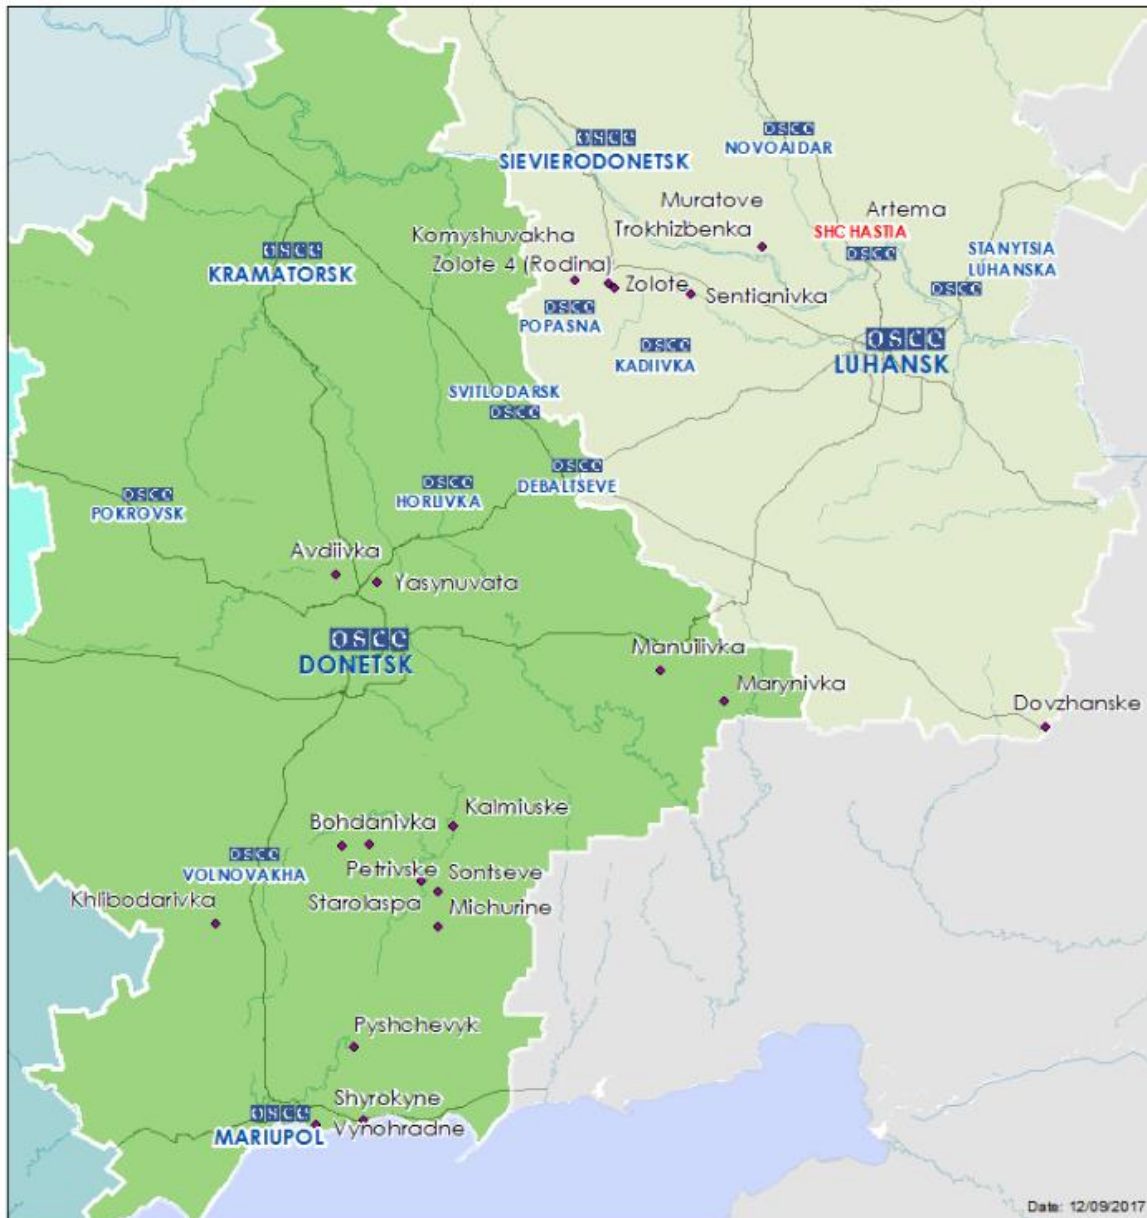 OSCE
SIEVIERODONETSK
OSCE
NOVOAIDAR
Muratove
Trokhizbenka
Artema
SHCHASTIA
OSCE
STANYTSIA
LUHANSKA
OSCE
OSCE
KRAMATORSK
Komyshuvakha
Zolote 4 (Rodina)
Zolote
Sentianivka
OSCE
POPASNA
OSCE
KADIIVKA
OSCE
LUHANSK
SVITLODARSK
OSCE
OSCE
DEBALTSEVE
OSCE
HORLIVKA
OSCE
POKROVSK
Avdiivka
Yasynuvata
OSCE
DONETSK
Manuilivka
Marynivka
Dovzhanske
Kalmiuske
Bohdanivka
OSCE
VOLNOVAKHA
Petrivske
Sontseve
Starolaspa
Michurine
Khlibodarivka
Pyshchevyk
Shyrokyne
OSCE
MARIUPOL
Vynohradne
Date: 12/09/2017